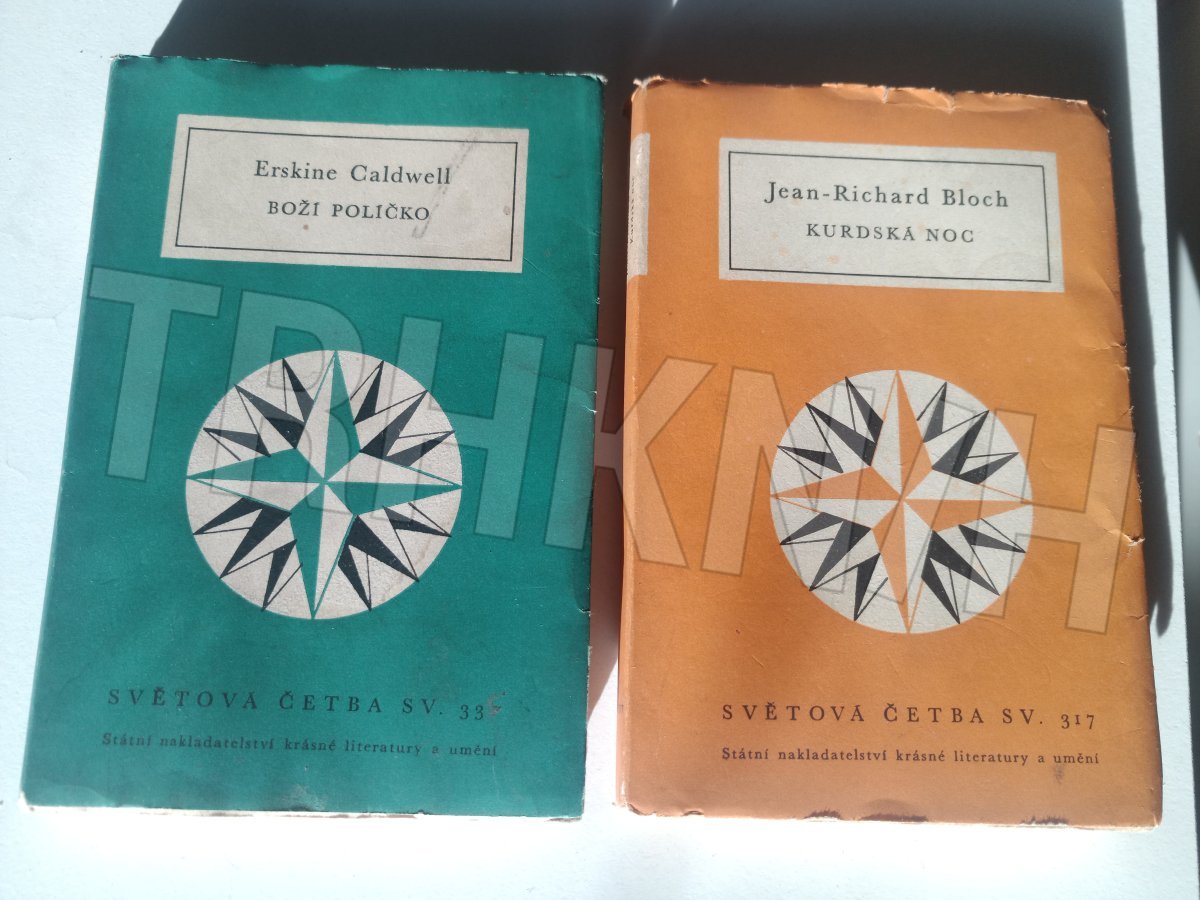 Erskine Caldwell
BOŽÍ POLÍČKO
SVĚTOVÁ ČETBA SV.
Státní nakladatelství krásné literatury a umění
Jean-Richard Bloch
KURDSKÁ NOC
SVĚTOVÁ ČETBA SV. 317
Státní nakladatelství krásné literatury a umění
TRHKNIH